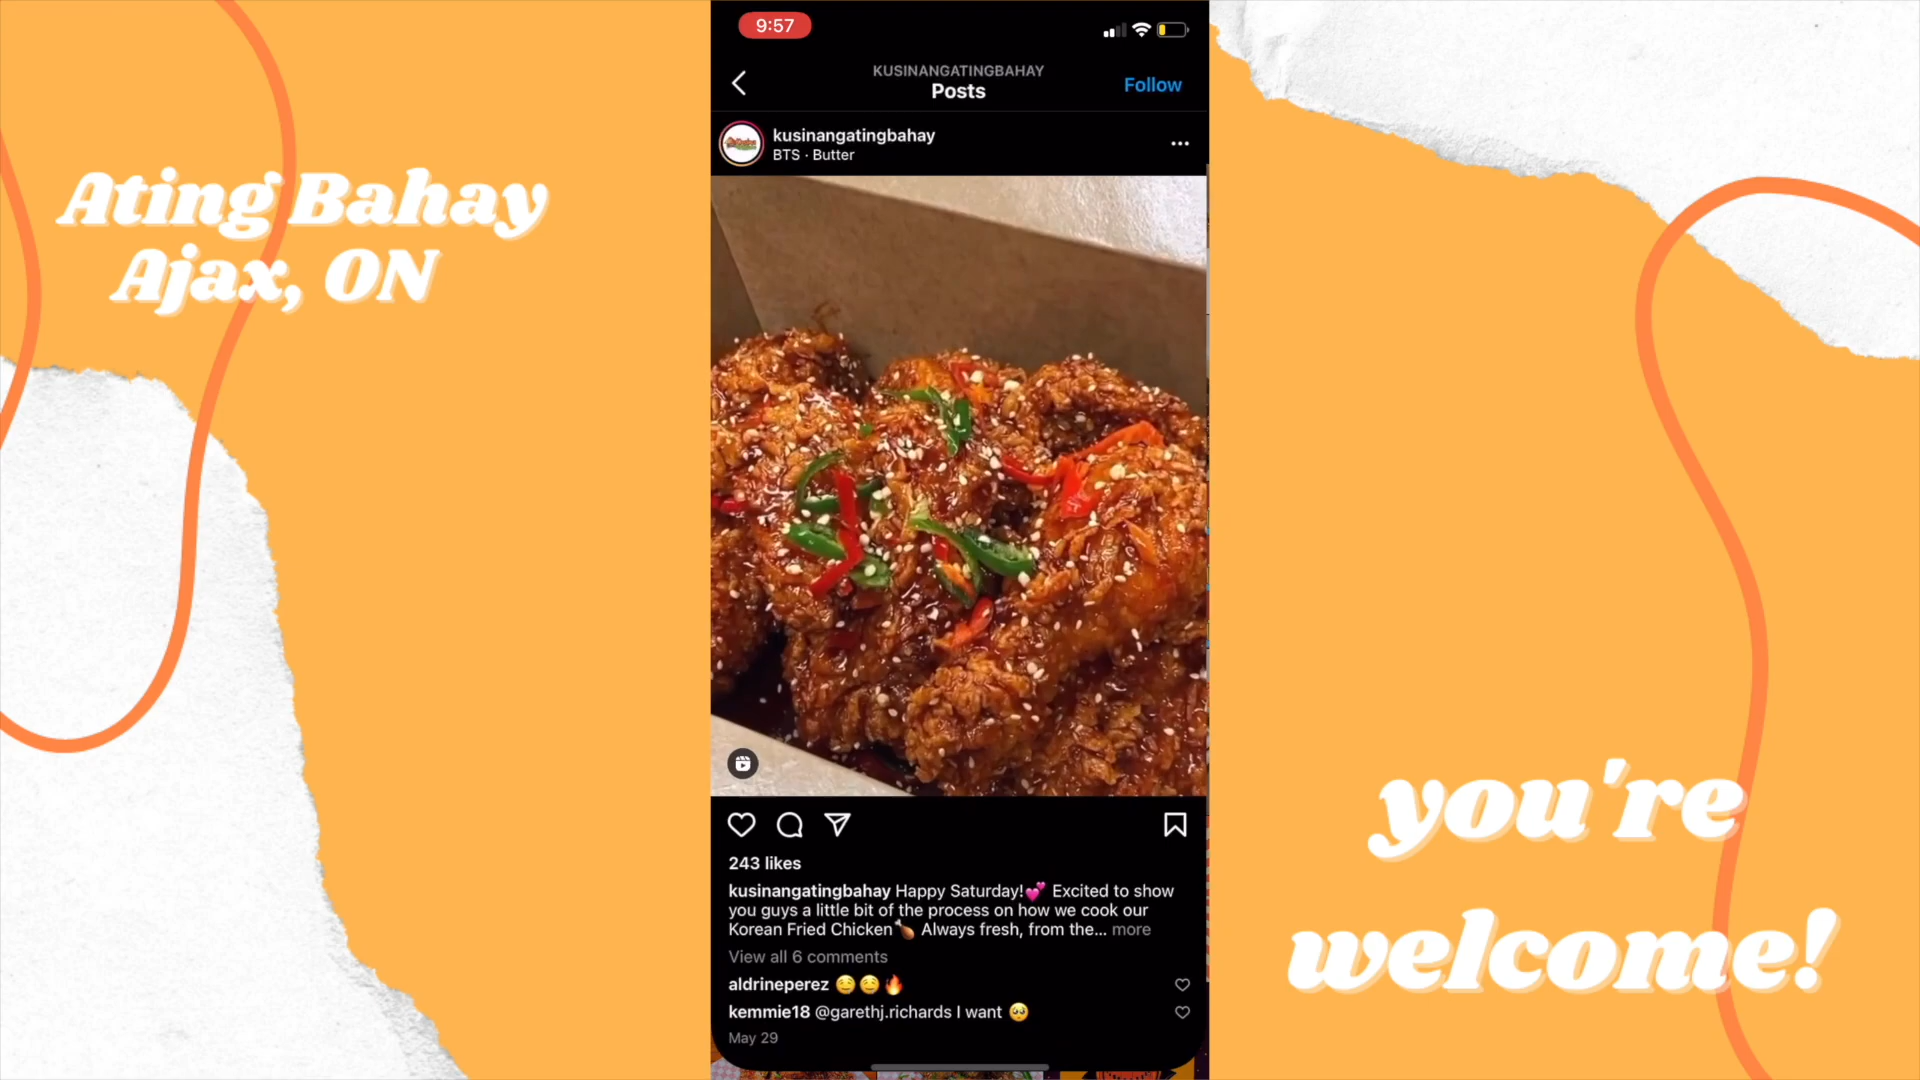 Ating Bahay
Ajax, ON
9:57
KUSINANGATINGBAHAY
Posts
Follow
kusinangatingbahay
BTS · Butter
243 likes
kusinangatingbahay Happy Saturday!💕 Excited to show
you guys a little bit of the process on how we cook our
Korean Fried Chicken🍗 Always fresh, from the... more
View all 6 comments
aldrineperez 🤤🤤🔥
kemmie18 @garethj.richards I want 🥺
May 29
you're
welcome!